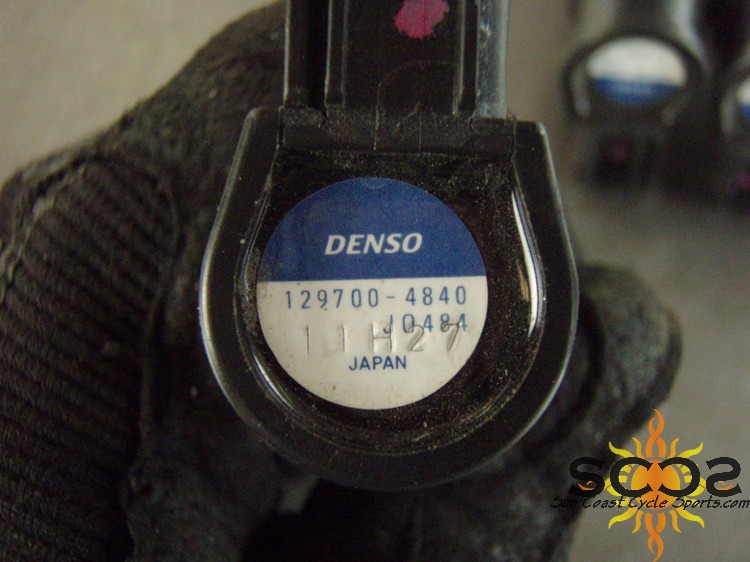 DENSO
129700-4840
J0484
11H27
JAPAN
SCCS
Sun Coast Cycle Sports.com